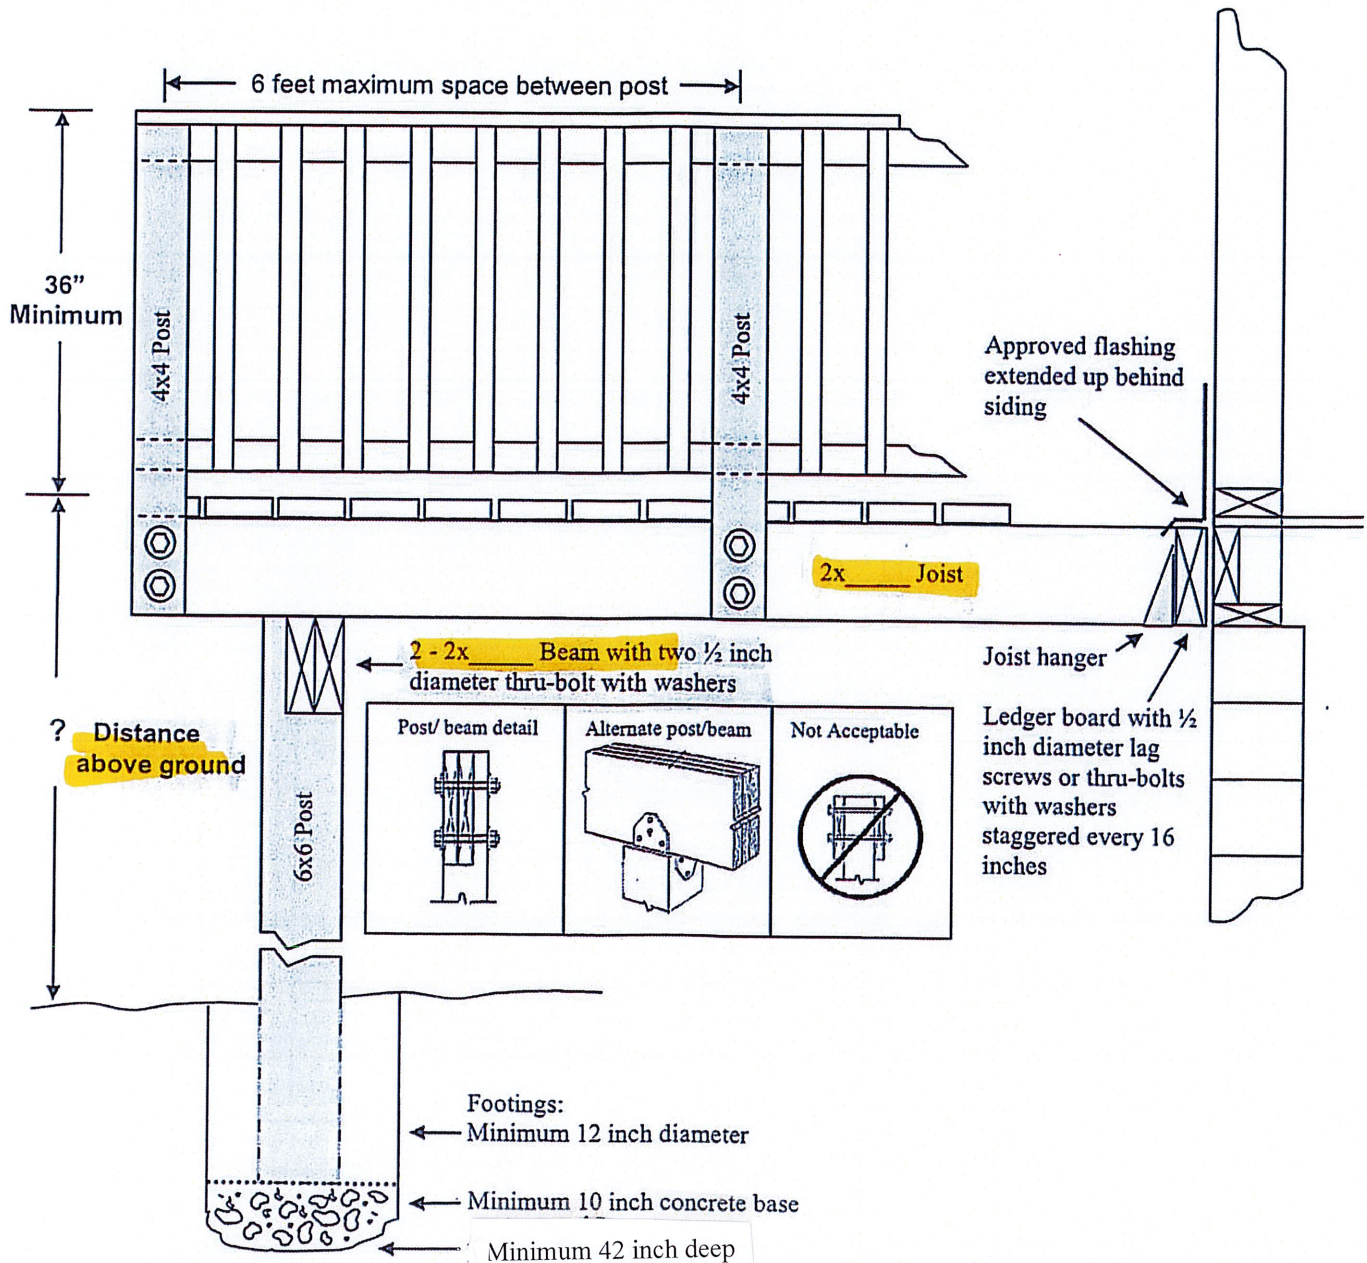 6 feet maximum space between post
36”
Minimum
4x4 Post
4x4 Post
Approved flashing
extended up behind
siding
2x_____ Joist
2 - 2x_____ Beam with two ½ inch
diameter thru-bolt with washers
Joist hanger
Ledger board with ½
inch diameter lag
screws or thru-bolts
with washers
staggered every 16
inches
? Distance
above ground
6x6 Post
Post/ beam detail
Alternate post/beam
Not Acceptable
Footings:
Minimum 12 inch diameter
Minimum 10 inch concrete base
Minimum 42 inch deep